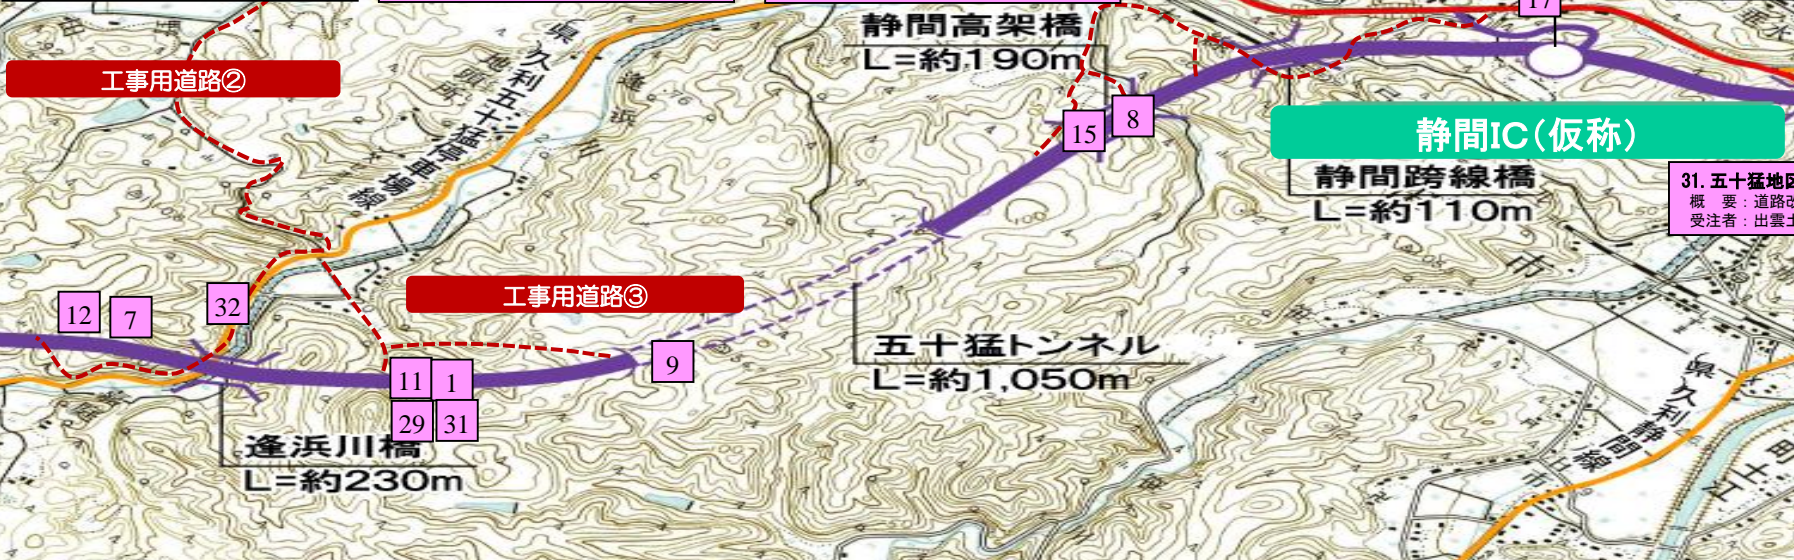 17
静間高架橋
L=約190m
県
久利五十猛停車場線
逢
浜
川
工事用道路②
15
8
静間IC(仮称)
静間跨線橋
L=約110m
31.五十猛地区
概 要:道路改
受注者:出雲土
市
工事用道路③
12
7
32
9
五十猛トンネル
L=約1,050m
11
1
29
31
逢浜川橋
L=約230m
県
久利静間線